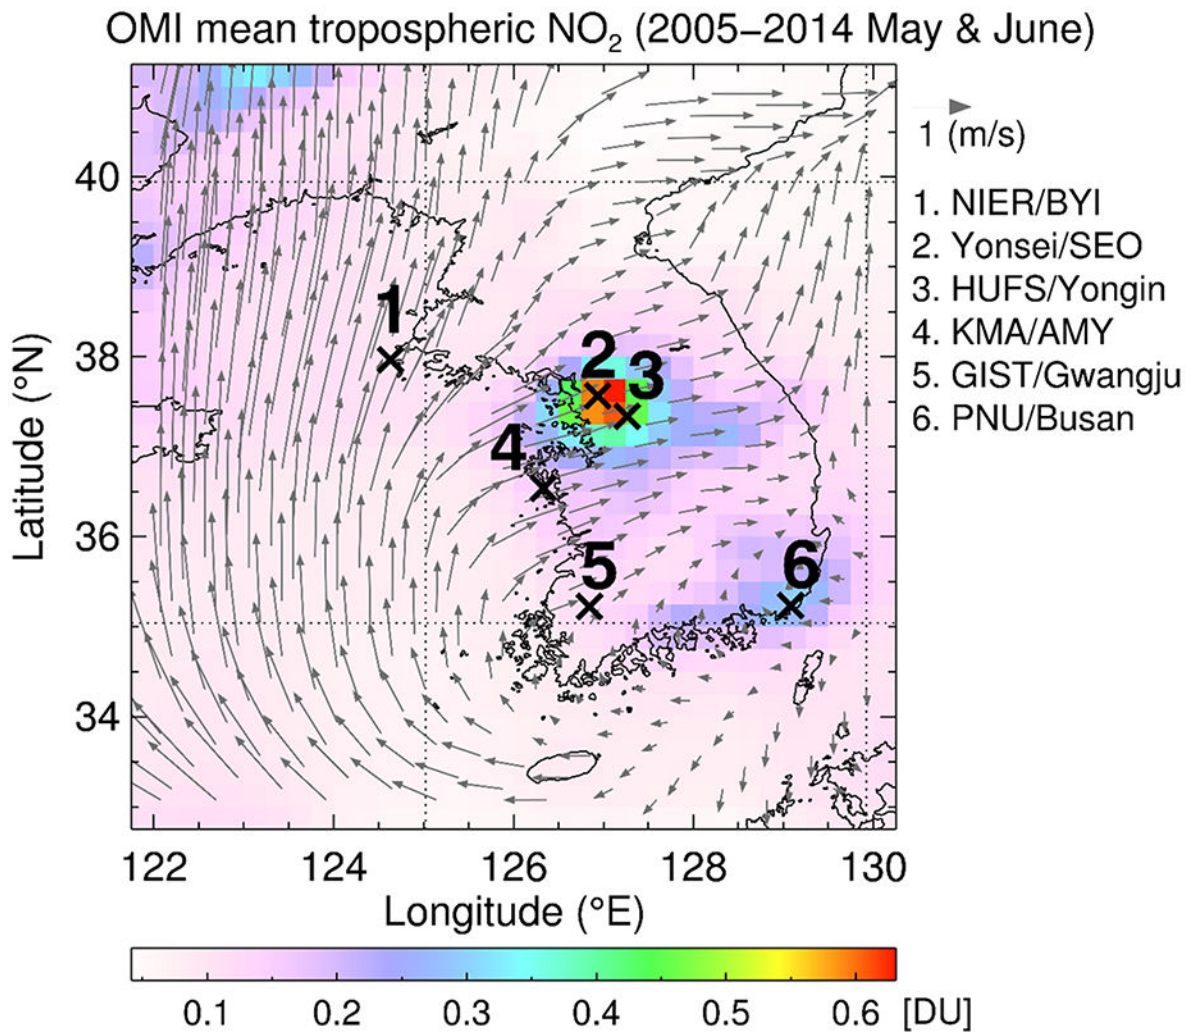 OMI mean tropospheric NO₂ (2005−2014 May & June)
1 (m/s)
1. NIER/BYI
2. Yonsei/SEO
3. HUFS/Yongin
4. KMA/AMY
5. GIST/Gwangju
6. PNU/Busan
40
38
36
34
Latitude (°N)
1
2
3
4
5
6
122 124 126 128 130
Longitude (°E)
0.1 0.2 0.3 0.4 0.5 0.6 [DU]